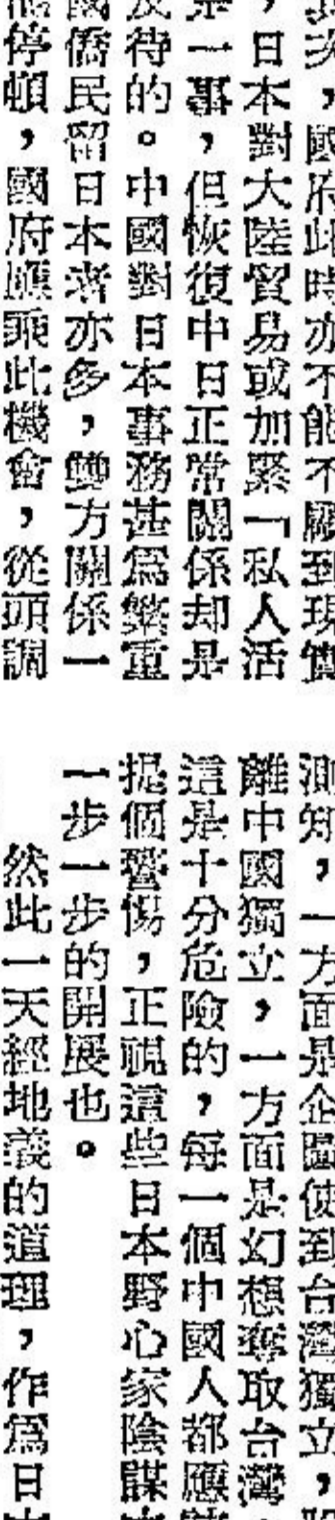 其次，國府此時亦不能不顧到現實
，日本對大陸貿易或加緊「私人活
是一事，但恢復中日正常關係却是
待的。中國對日本事務甚爲繁重
國僑民留日本者亦多，雙方關係一
停頓，國府應乘此機會，從頭調
測知，一方面是企圖使到台灣獨立，
離中國獨立，一方面是幻想奪取台灣，
這是十分危險的，每一個中國人都應
提個警惕，正視這些日本野心家陰謀
一步一步的開展也。
然此一天經地義的道理，作爲日